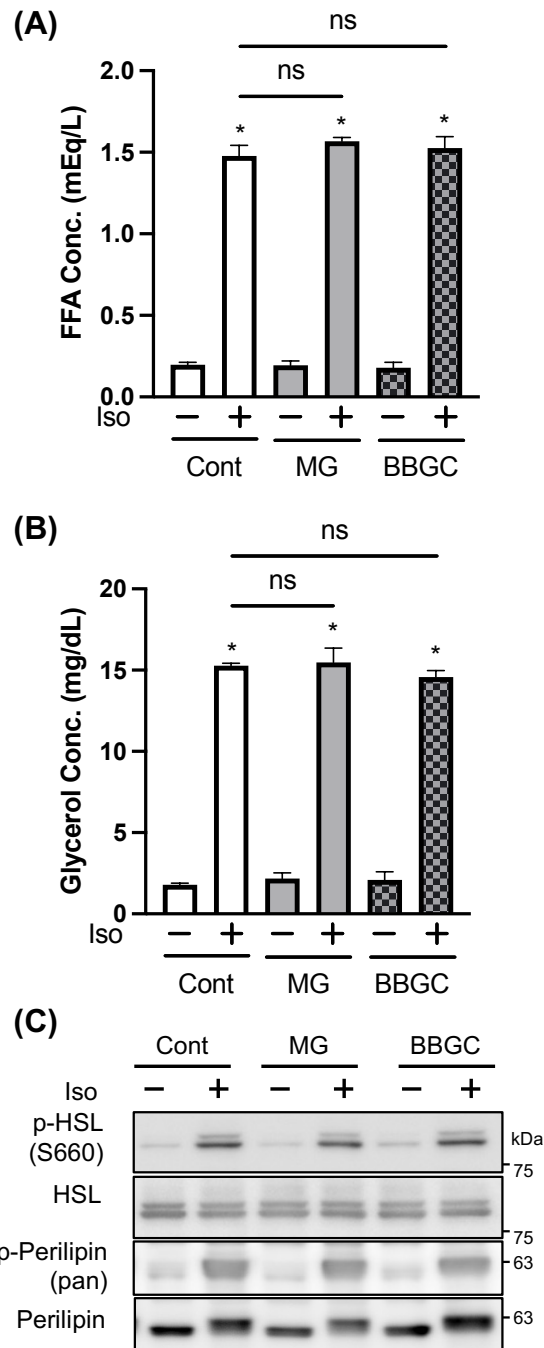 (A)
ns
ns
* * *
FFA Conc. (mEq/L)
2.0
1.5
1.0
0.5
0.0
Iso − + − + − +
Cont MG BBGC
(B)
ns
ns
* * *
Glycerol Conc. (mg/dL)
20
15
10
5
0
Iso − + − + − +
Cont MG BBGC
(C)
Cont MG BBGC
Iso − + − + − +
p-HSL
(S660)
kDa
75
HSL
75
p-Perilipin
(pan)
63
Perilipin
63